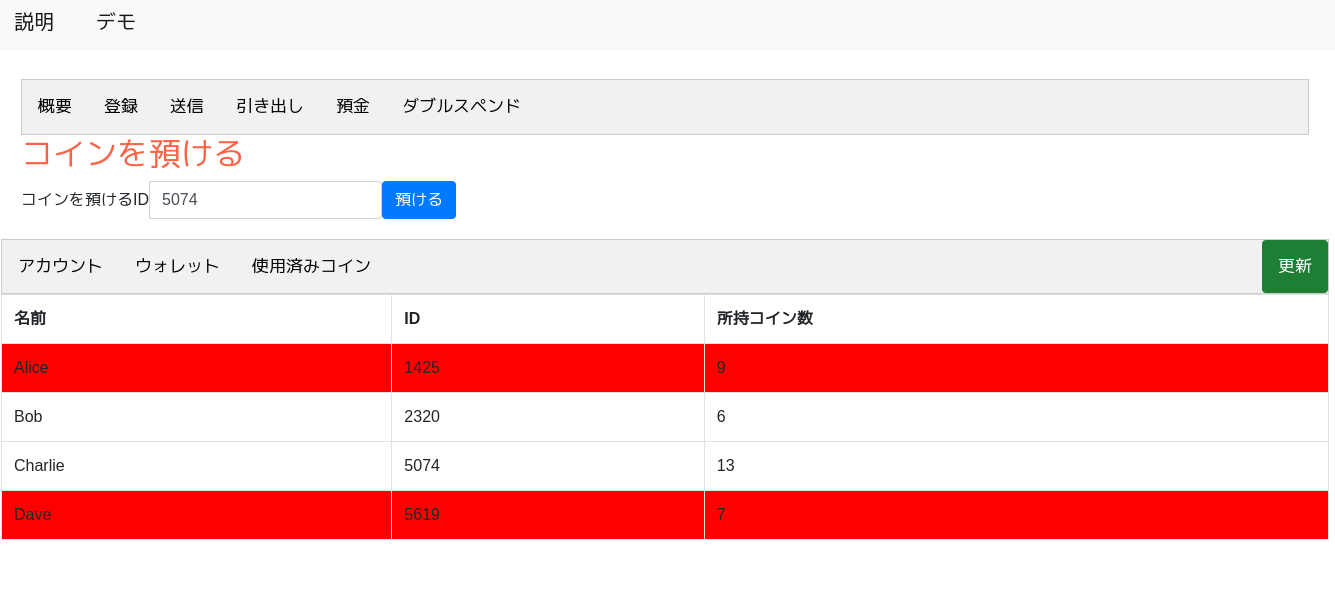 説明 デモ
概要 登録 送信 引き出し 預金 ダブルスペンド
コインを預ける
コインを預けるID 5074 預ける
アカウント ウォレット 使用済みコイン 更新
名前 ID 所持コイン数
Alice 1425 9
Bob 2320 6
Charlie 5074 13
Dave 5619 7